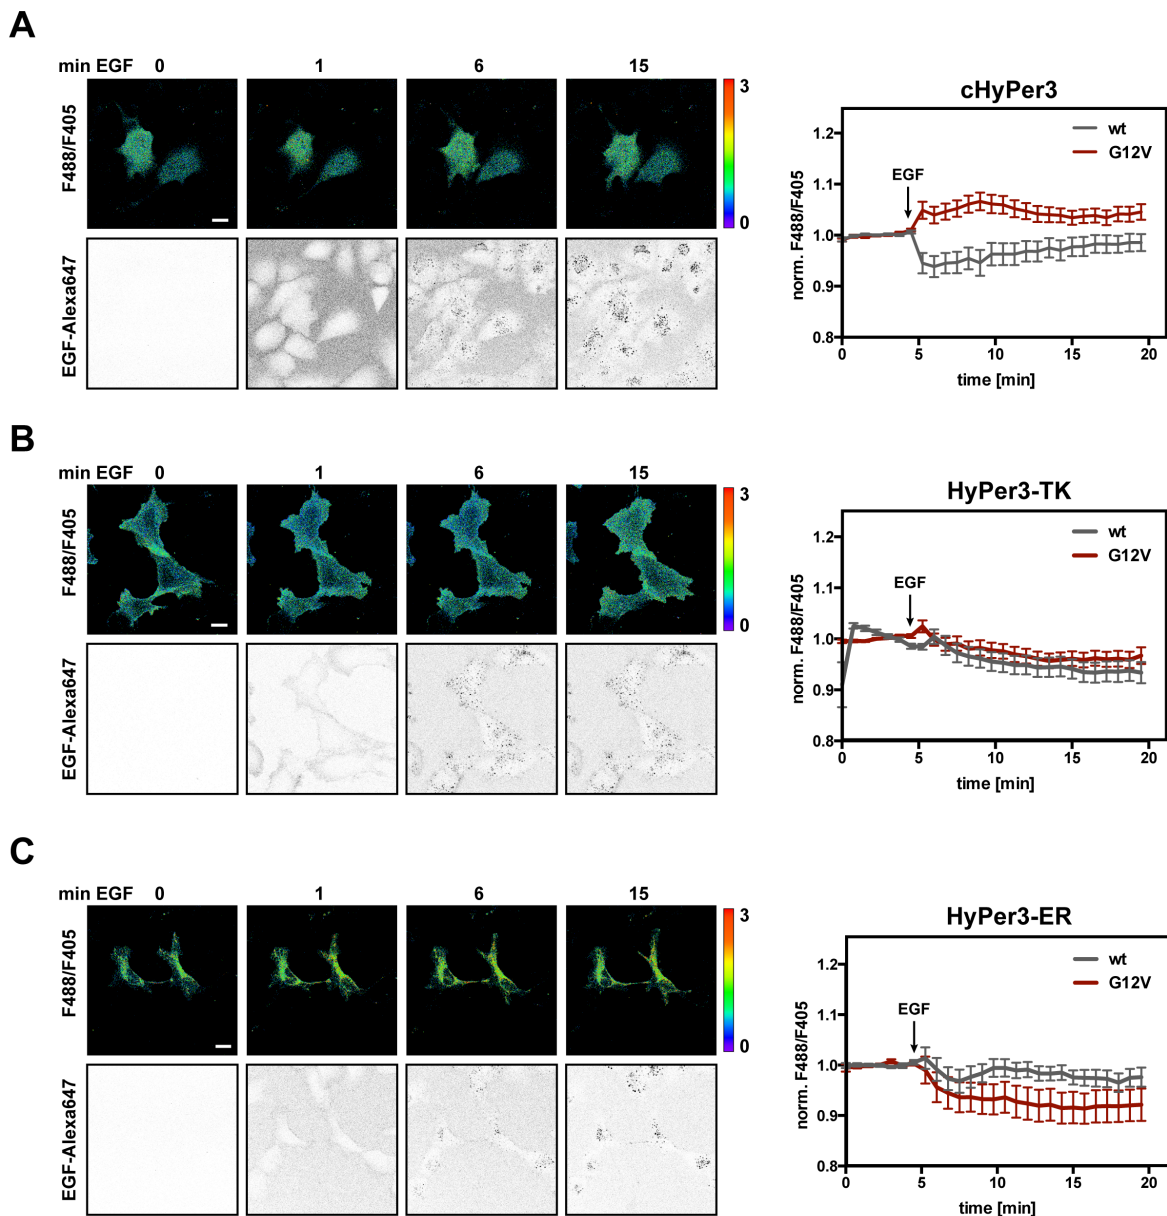 A
min EGF 0 1 6 15
F488/F405
3
0
EGF-Alexa647
cHyPer3
norm. F488/F405
1.2
1.1
1.0
0.9
0.8
wt
G12V
EGF
0 5 10 15 20
time [min]
B
min EGF 0 1 6 15
F488/F405
3
0
EGF-Alexa647
HyPer3-TK
norm. F488/F405
1.2
1.1
1.0
0.9
0.8
wt
G12V
EGF
0 5 10 15 20
time [min]
C
min EGF 0 1 6 15
F488/F405
3
0
EGF-Alexa647
HyPer3-ER
norm. F488/F405
1.2
1.1
1.0
0.9
0.8
wt
G12V
EGF
0 5 10 15 20
time [min]